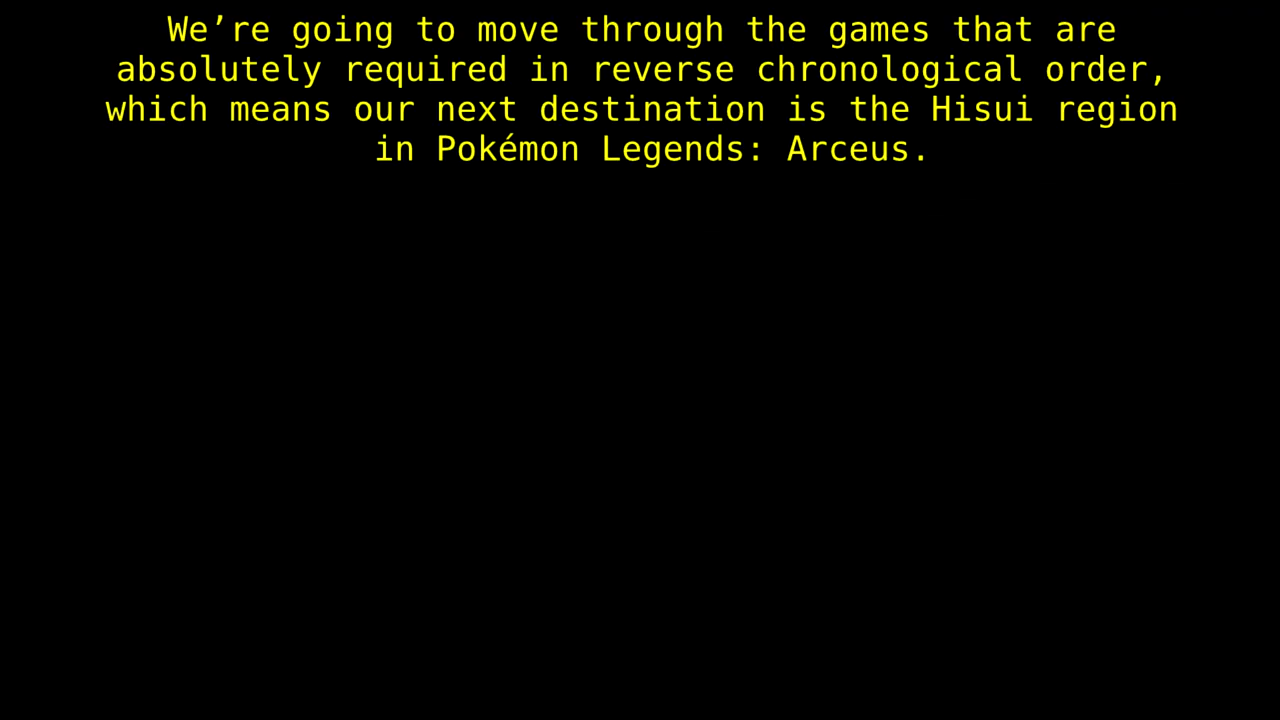 We’re going to move through the games that are
absolutely required in reverse chronological order,
which means our next destination is the Hisui region
in Pokémon Legends: Arceus.